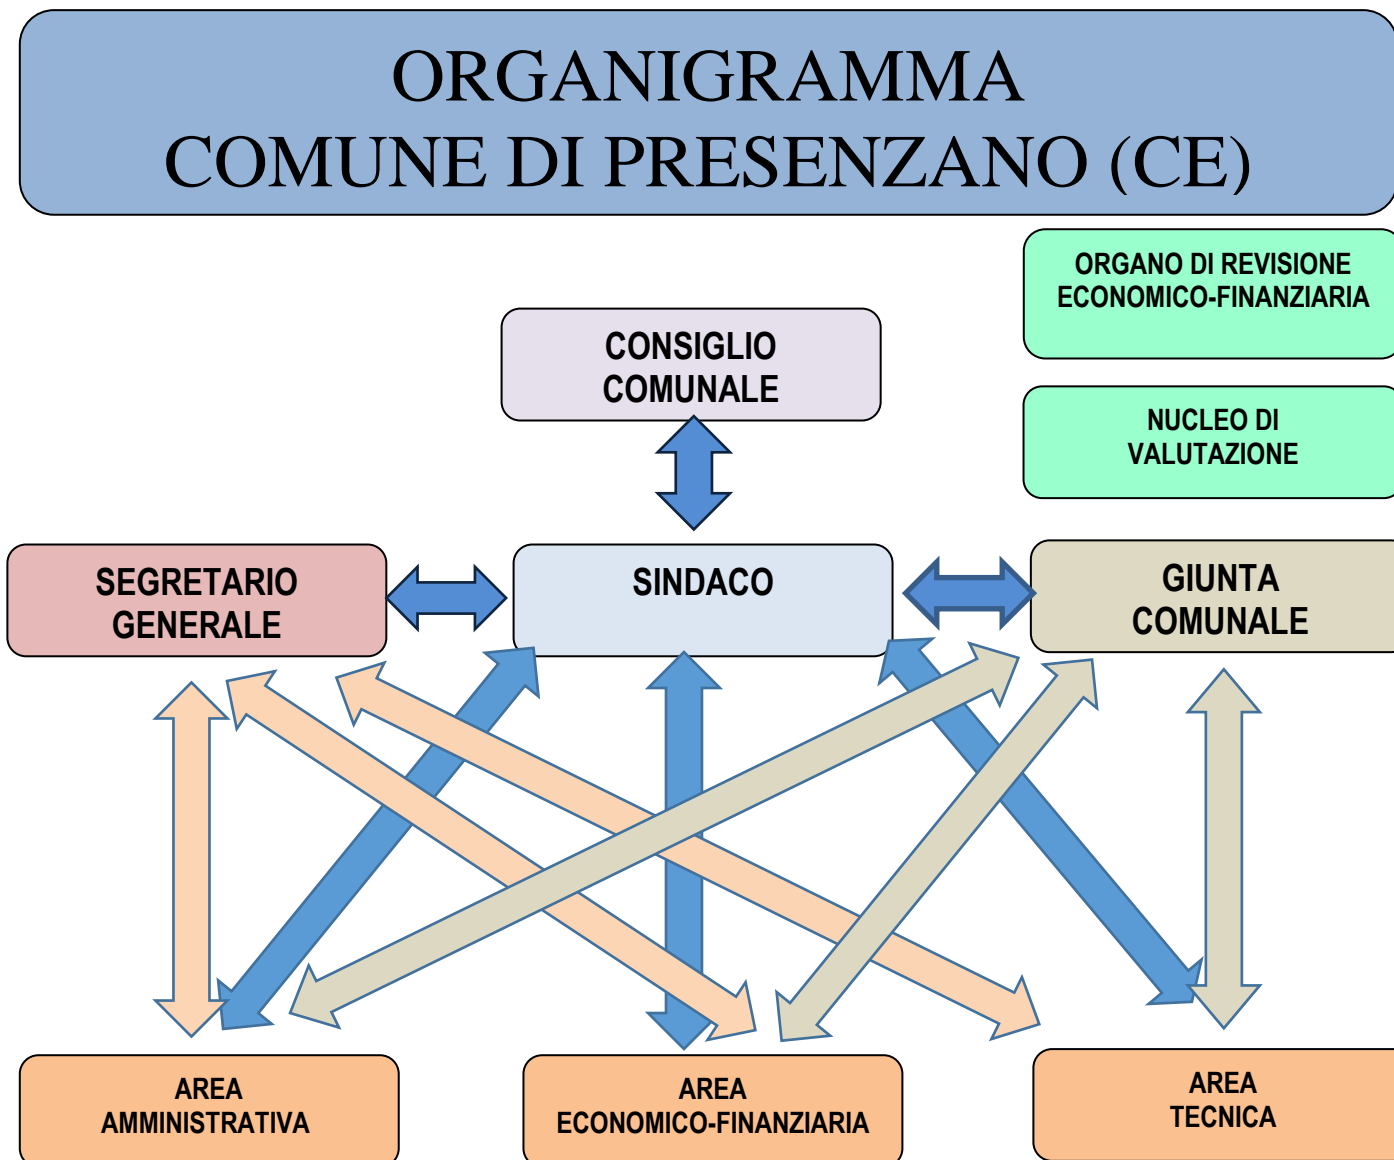 ORGANIGRAMMA
COMUNE DI PRESENZANO (CE)
ORGANO DI REVISIONE
ECONOMICO-FINANZIARIA
CONSIGLIO
COMUNALE
NUCLEO DI
VALUTAZIONE
SEGRETARIO
GENERALE
SINDACO
GIUNTA
COMUNALE
AREA
AMMINISTRATIVA
AREA
ECONOMICO-FINANZIARIA
AREA
TECNICA